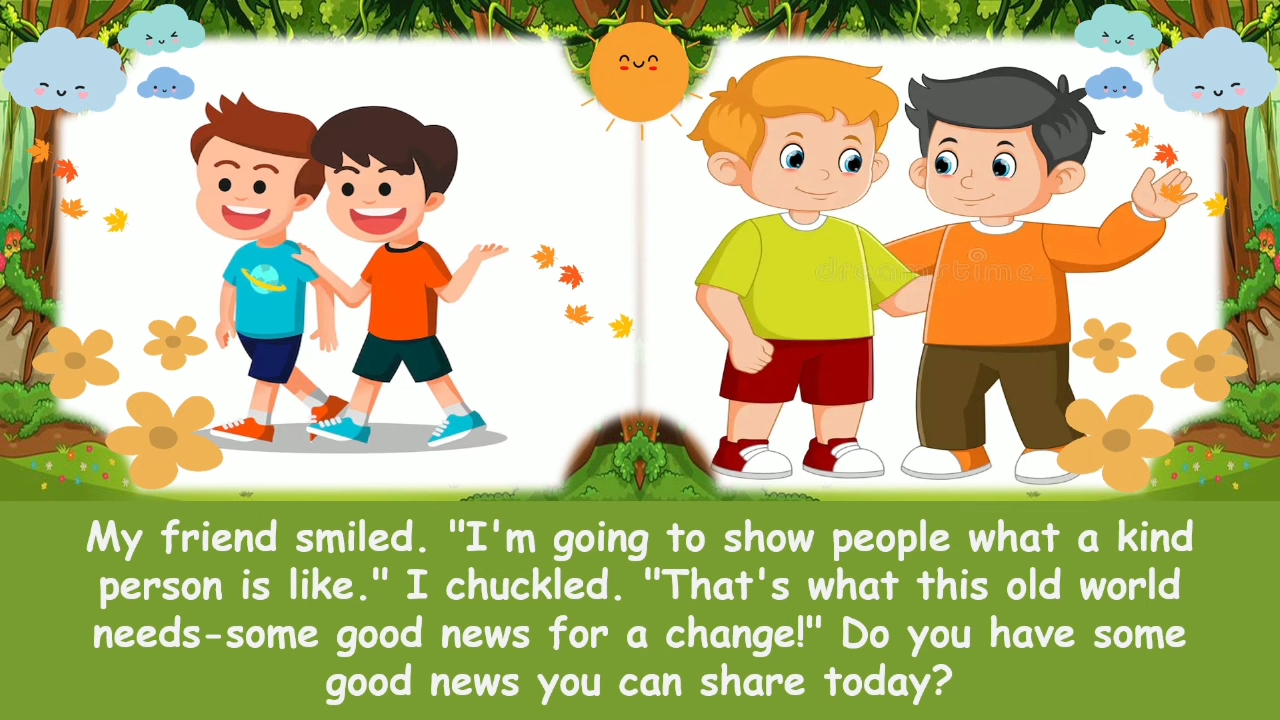 dreamstime
My friend smiled. "I'm going to show people what a kind
person is like." I chuckled. "That's what this old world
needs-some good news for a change!" Do you have some
good news you can share today?